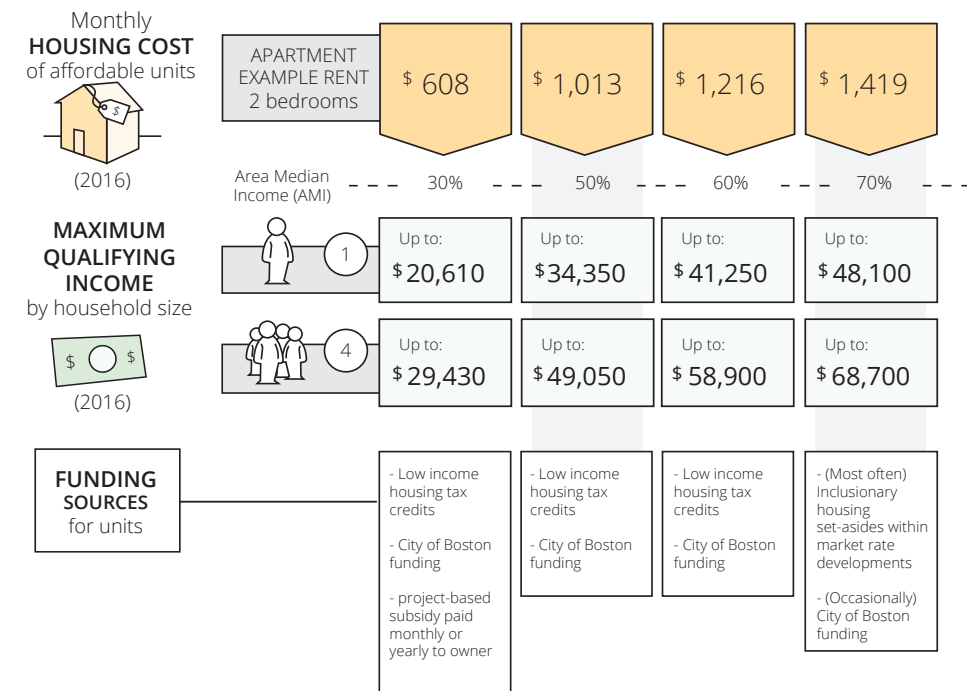 Monthly
HOUSING COST
of affordable units
$
(2016)
APARTMENT
EXAMPLE RENT
2 bedrooms
$ 608
$ 1,013
$ 1,216
$ 1,419
Area Median
Income (AMI)
30%
50%
60%
70%
MAXIMUM
QUALIFYING
INCOME
by household size
$ $
(2016)
1
Up to:
$ 20,610
Up to:
$ 34,350
Up to:
$ 41,250
Up to:
$ 48,100
4
Up to:
$ 29,430
Up to:
$ 49,050
Up to:
$ 58,900
Up to:
$ 68,700
FUNDING
SOURCES
for units
- Low income
housing tax
credits
- City of Boston
funding
- project-based
subsidy paid
monthly or
yearly to owner
- Low income
housing tax
credits
- City of Boston
funding
- Low income
housing tax
credits
- City of Boston
funding
- (Most often)
Inclusionary
housing
set-asides within
market rate
developments
- (Occasionally)
City of Boston
funding